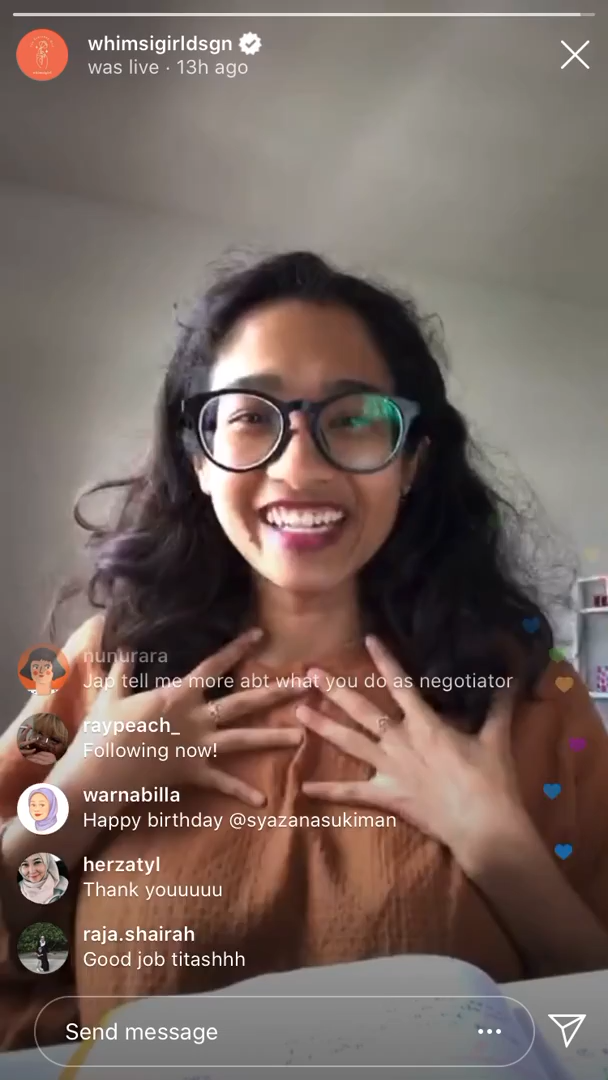 whimsigirldsgn
was live · 13h ago
nunurara
Jap tell me more abt what you do as negotiator
raypeach_
Following now!
warnabilla
Happy birthday @syazanasukiman
herzatyl
Thank youuuuu
raja.shairah
Good job titashhh
Send message